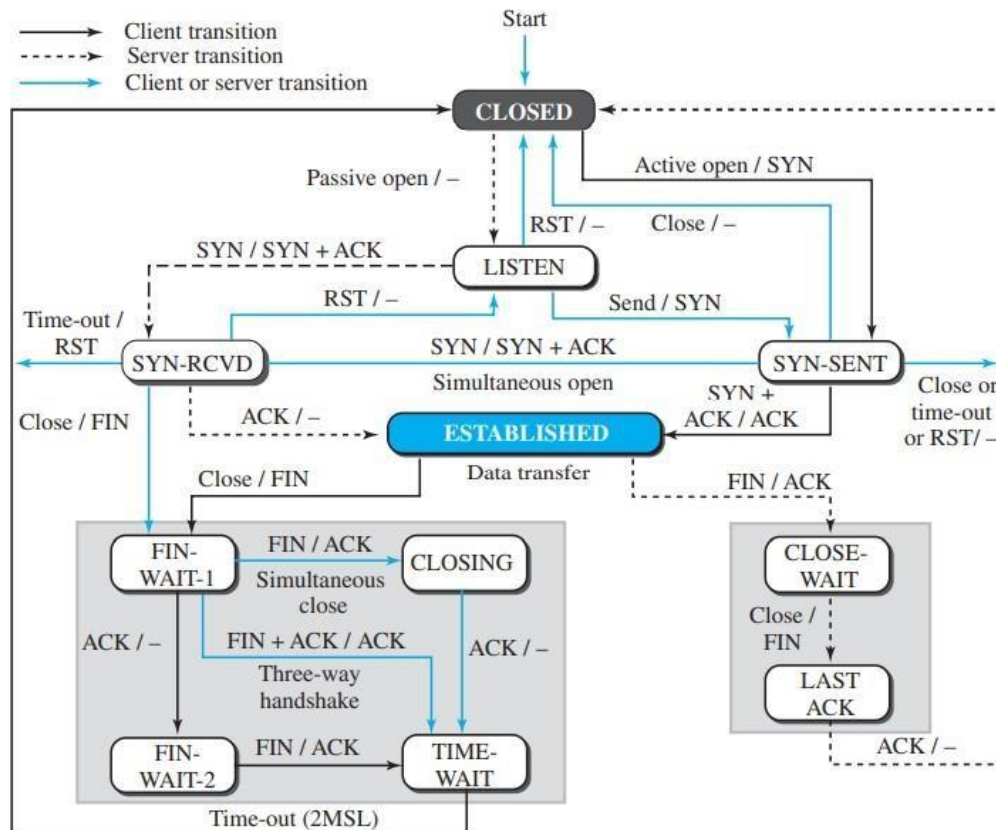 Client transition
Server transition
Client or server transition
Start
CLOSED
Passive open / –
Active open / SYN
RST / –
Close / –
SYN / SYN + ACK
LISTEN
RST / –
Send / SYN
Time-out /
RST
SYN-RCVD
SYN / SYN + ACK
Simultaneous open
SYN-SENT
Close or
time-out
or RST/ –
Close / FIN
ACK / –
SYN +
ACK / ACK
ESTABLISHED
Data transfer
Close / FIN
FIN / ACK
FIN-
WAIT-1
FIN / ACK
Simultaneous
close
CLOSING
CLOSE-
WAIT
ACK / –
FIN + ACK / ACK
Three-way
handshake
ACK / –
Close /
FIN
LAST
ACK
FIN-
WAIT-2
FIN / ACK
TIME-
WAIT
ACK / –
Time-out (2MSL)